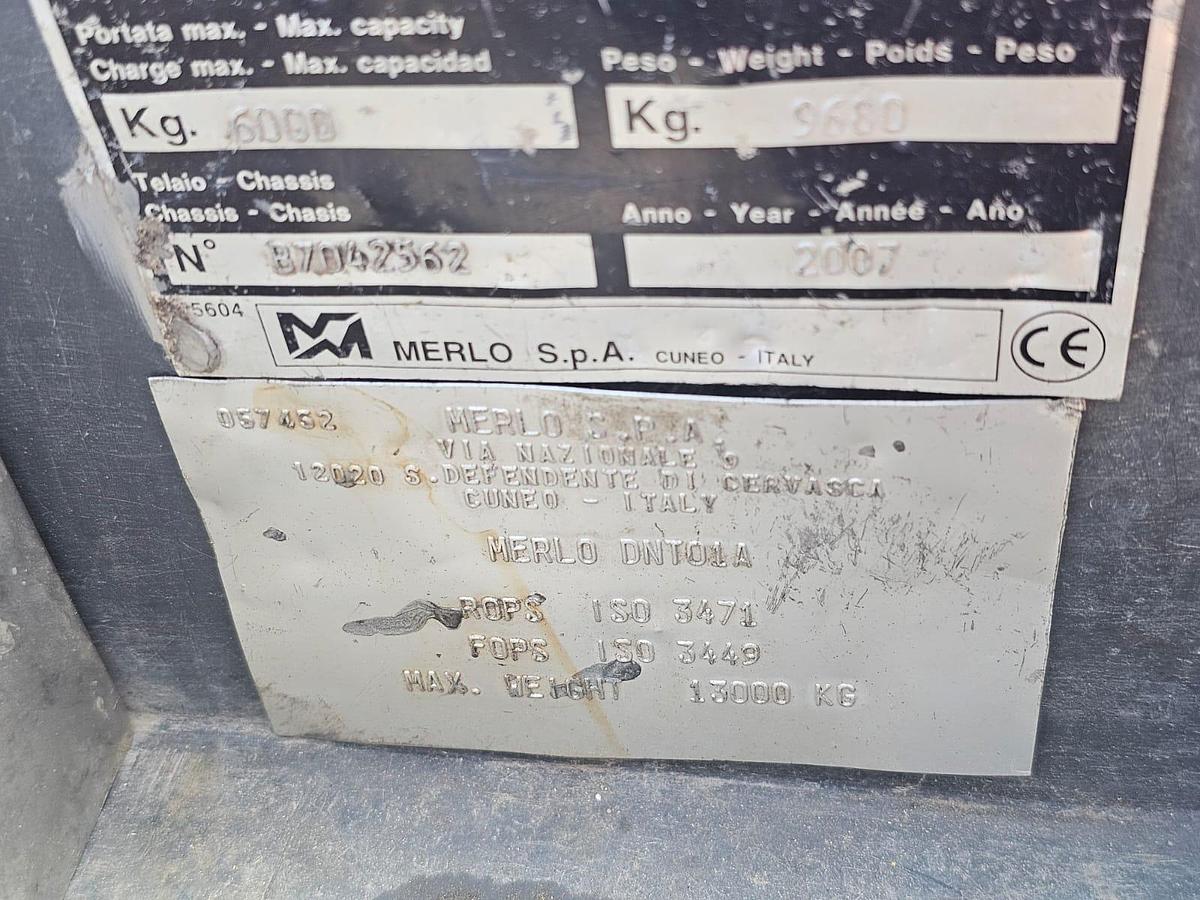 Portata max. - Max. capacity
Charge max. - Max. capacidad
Kg. 6000
Peso - Weight - Poids - Peso
Kg. 9680
Telaio - Chassis
Chassis - Chasis
N° B7042562
Anno - Year - Année - Año
2007
5604
MERLO S.p.A. CUNEO - ITALY
CE
057452
MERLO S.P.A.
VIA NAZIONALE 9
12020 S.DEFENDENTE DI CERVASCA
CUNEO - ITALY
MERLO DNT01A
ROPS ISO 3471
FOPS ISO 3449
MAX. WEIGHT 13000 KG